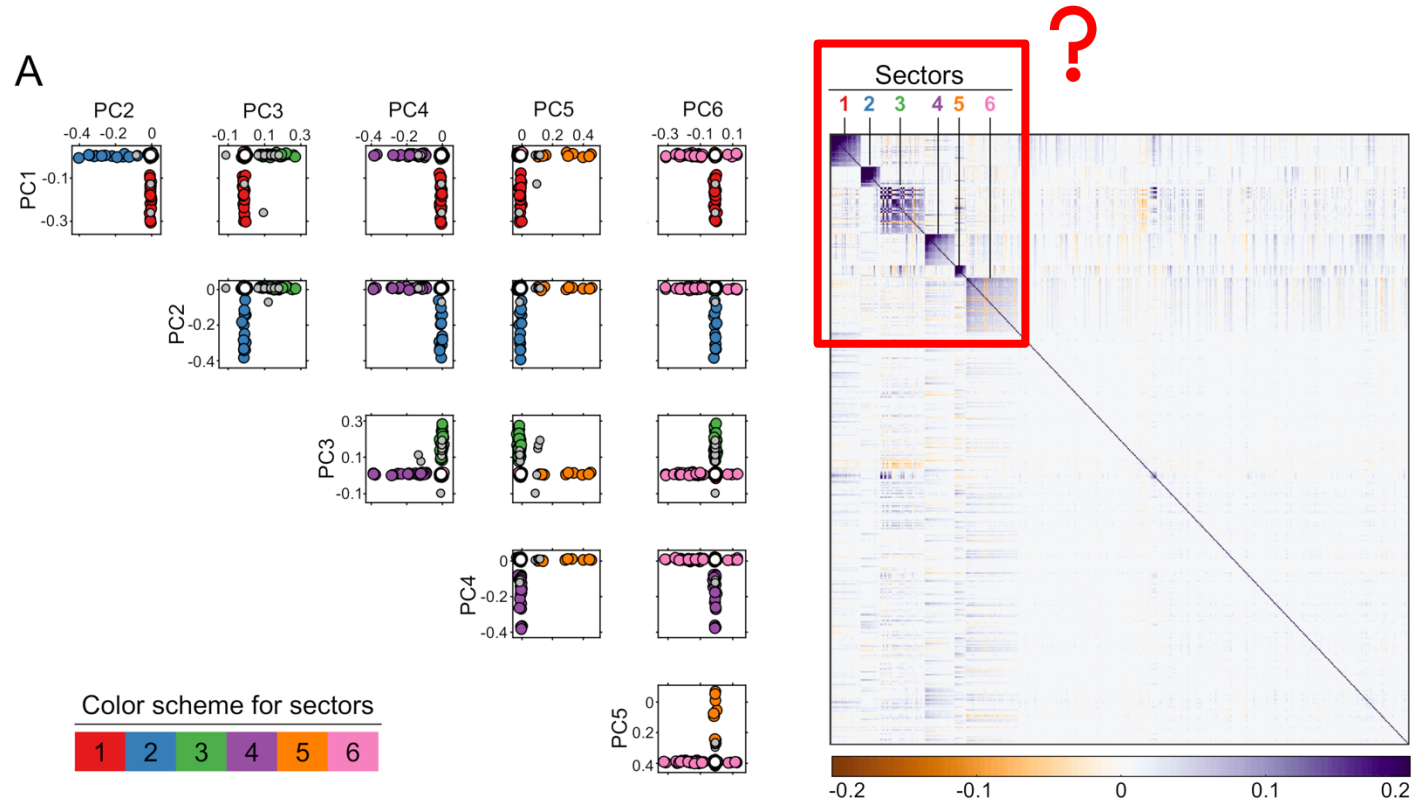 A
PC2 PC3 PC4 PC5 PC6
-0.4 -0.2 0 -0.1 0.1 0.3 -0.4 -0.2 0 0 0.2 0.4 -0.3 -0.1 0.1
PC1
-0.1
-0.3
PC2
0
-0.2
-0.4
PC3
0.3
0.1
-0.1
PC4
0
-0.2
-0.4
PC5
0
0.2
0.4
Color scheme for sectors
1 2 3 4 5 6
?
Sectors
1 2 3 4 5 6
-0.2 -0.1 0 0.1 0.2